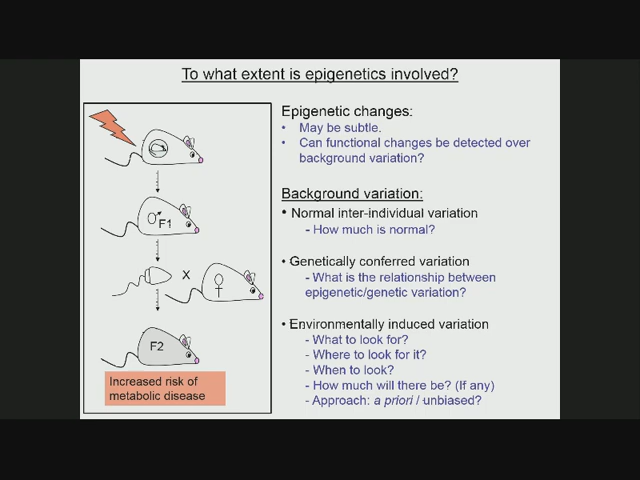 To what extent is epigenetics involved?
Epigenetic changes:
• May be subtle.
• Can functional changes be detected over
background variation?
Background variation:
• Normal inter-individual variation
- How much is normal?
• Genetically conferred variation
- What is the relationship between
epigenetic/genetic variation?
• Environmentally induced variation
- What to look for?
- Where to look for it?
- When to look?
- How much will there be? (If any)
- Approach: a priori / unbiased?
F1
X
F2
Increased risk of
metabolic disease